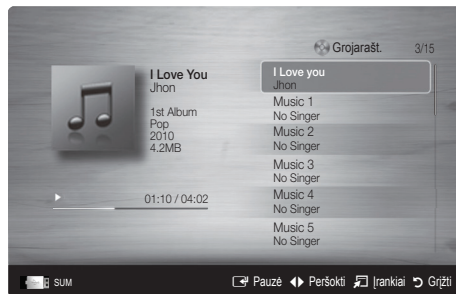 Grojarašt. 3/15
I Love You
Jhon
1st Album
Pop
2010
4.2MB
01:10 / 04:02
I Love you
Jhon
Music 1
No Singer
Music 2
No Singer
Music 3
No Singer
Music 4
No Singer
Music 5
No Singer
SUM Pauzė Peršokti Įrankiai Grįžti